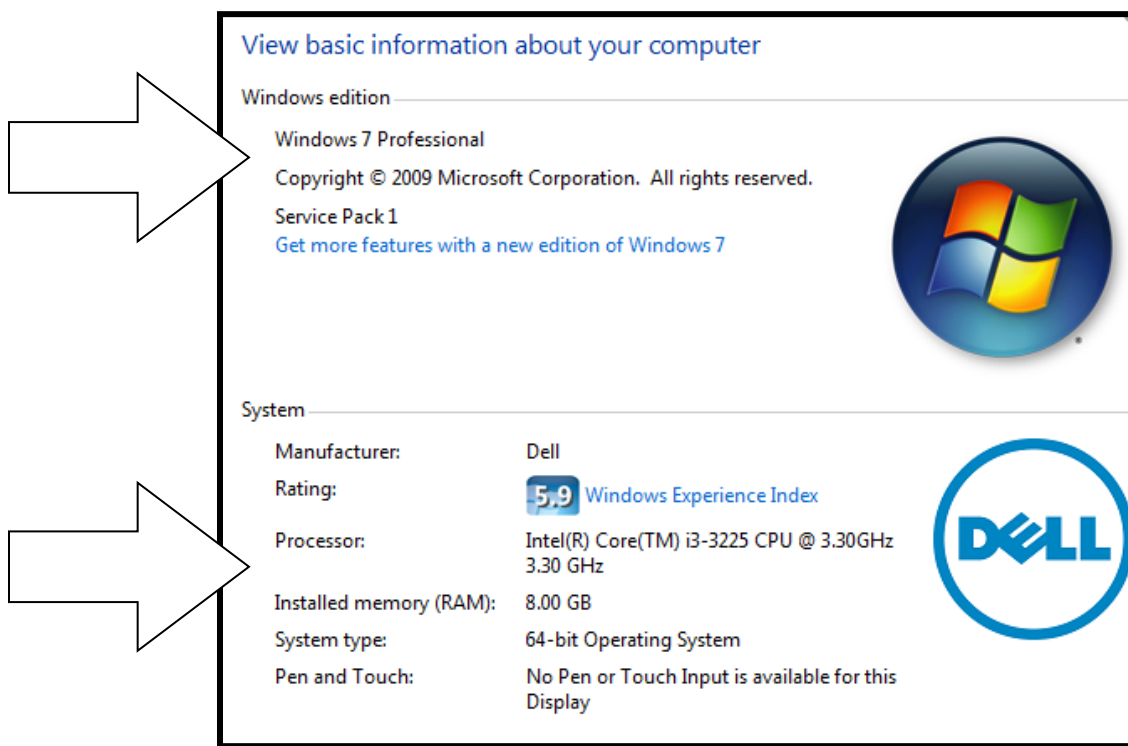 View basic information about your computer
Windows edition
Windows 7 Professional
Copyright © 2009 Microsoft Corporation. All rights reserved.
Service Pack 1
Get more features with a new edition of Windows 7
System
Manufacturer: Dell
Rating: 5.9 Windows Experience Index
Processor: Intel(R) Core(TM) i3-3225 CPU @ 3.30GHz
3.30 GHz
Installed memory (RAM): 8.00 GB
System type: 64-bit Operating System
Pen and Touch: No Pen or Touch Input is available for this
Display
DELL